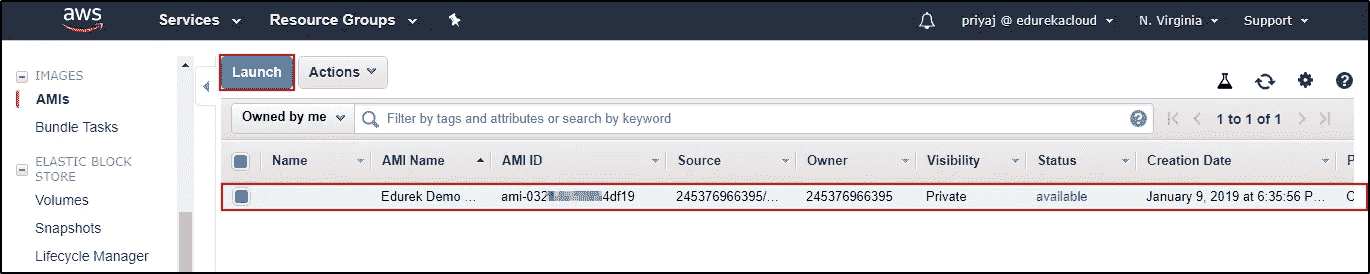 aws Services Resource Groups priyaj @ edurekacloud N. Virginia Support
IMAGES
AMIs
Bundle Tasks
ELASTIC BLOCK
STORE
Volumes
Snapshots
Lifecycle Manager
Launch Actions
Owned by me Filter by tags and attributes or search by keyword 1 to 1 of 1
Name AMI Name AMI ID Source Owner Visibility Status Creation Date P
Edurek Demo ... ami-032 4df19 245376966395/... 245376966395 Private available January 9, 2019 at 6:35:56 P...